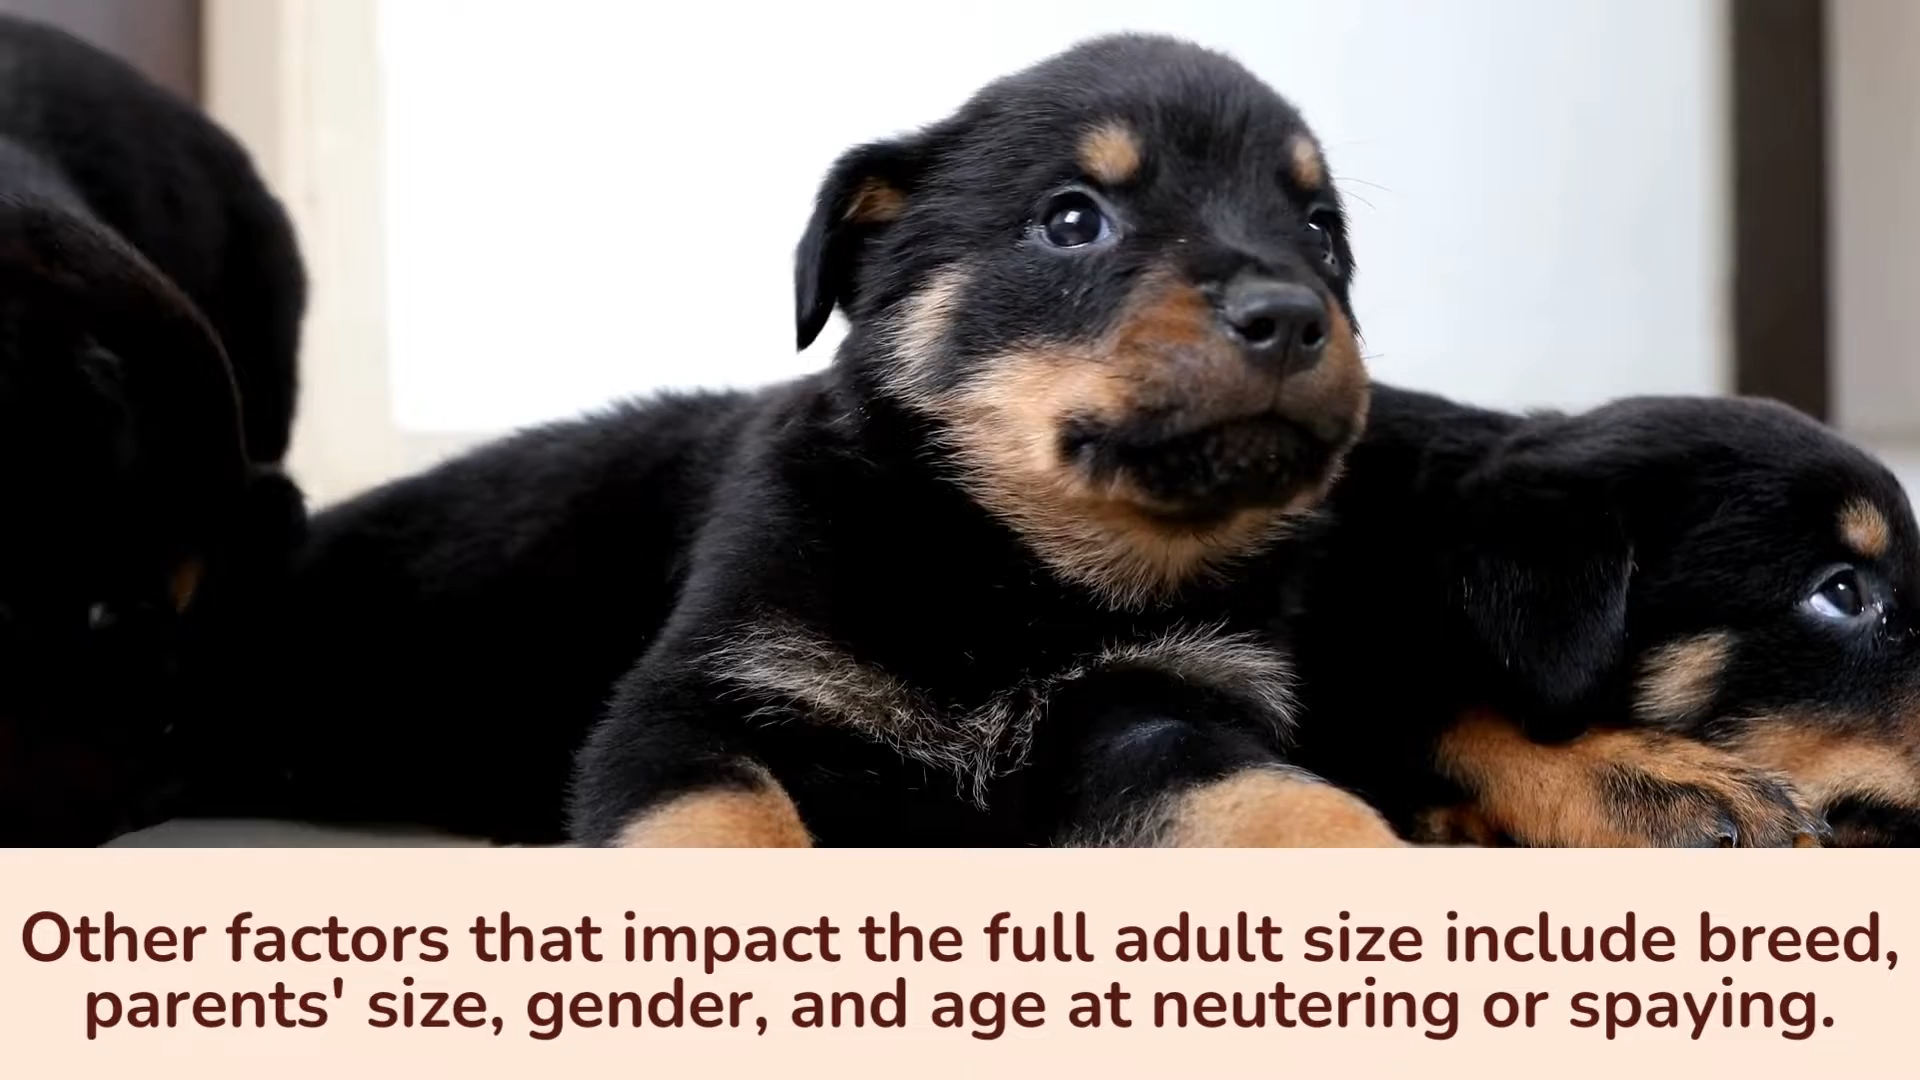 Other factors that impact the full adult size include breed,
parents' size, gender, and age at neutering or spaying.